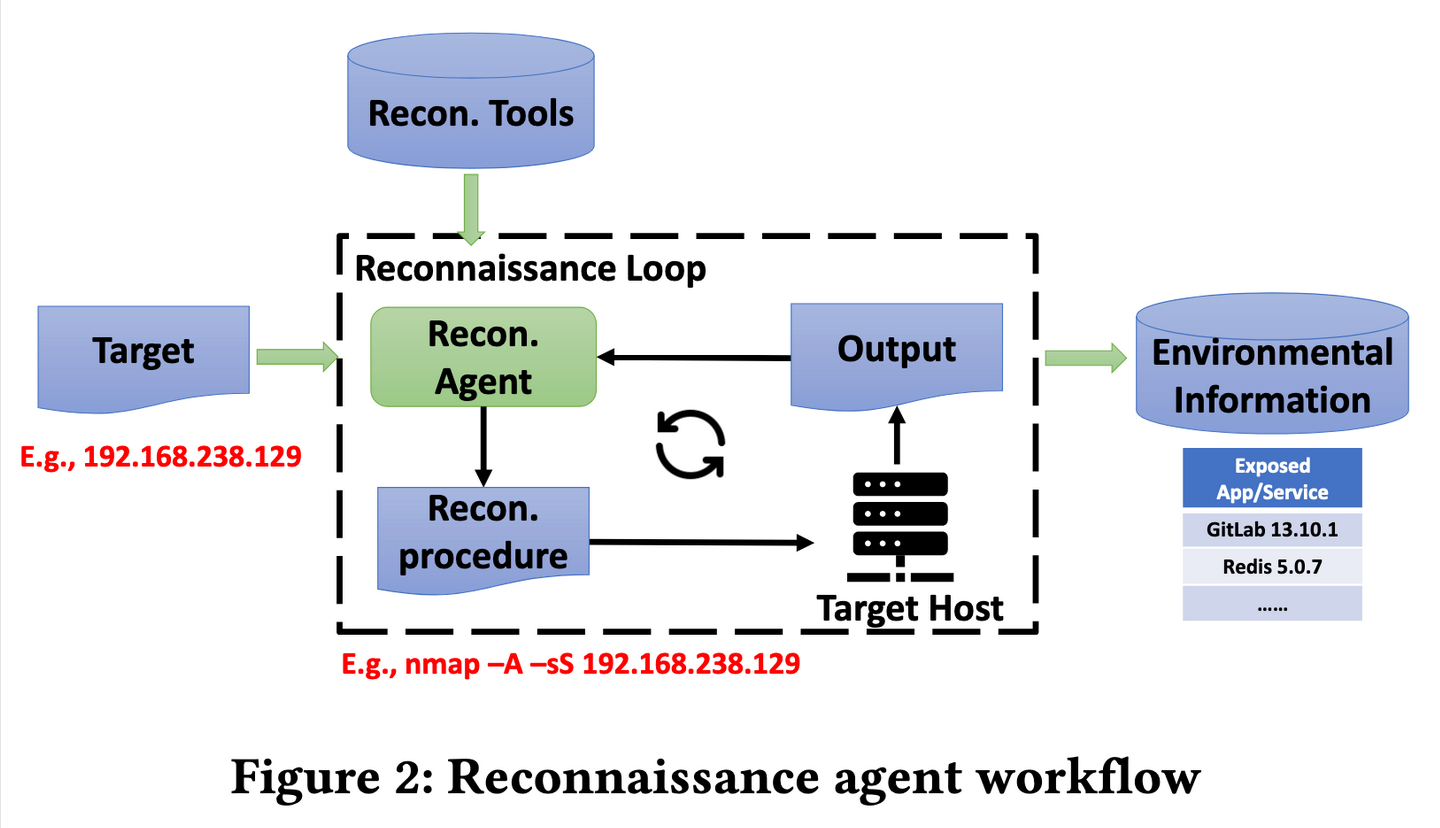 Recon. Tools
Reconnaissance Loop
Target
E.g., 192.168.238.129
Recon.
Agent
Output
Recon.
procedure
Target Host
E.g., nmap –A –sS 192.168.238.129
Environmental
Information
Exposed
App/Service
GitLab 13.10.1
Redis 5.0.7
......
Figure 2: Reconnaissance agent workflow